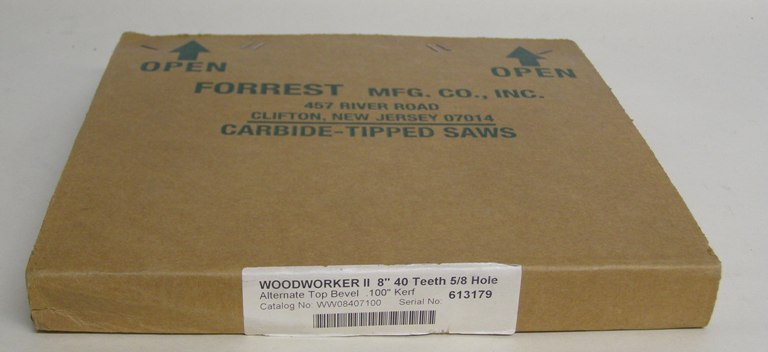 OPEN OPEN
FORREST MFG. CO., INC.
457 RIVER ROAD
CLIFTON, NEW JERSEY 07014
CARBIDE-TIPPED SAWS
WOODWORKER II 8" 40 Teeth 5/8 Hole
Alternate Top Bevel .100" Kerf
Catalog No: WW08407100 Serial No: 613179